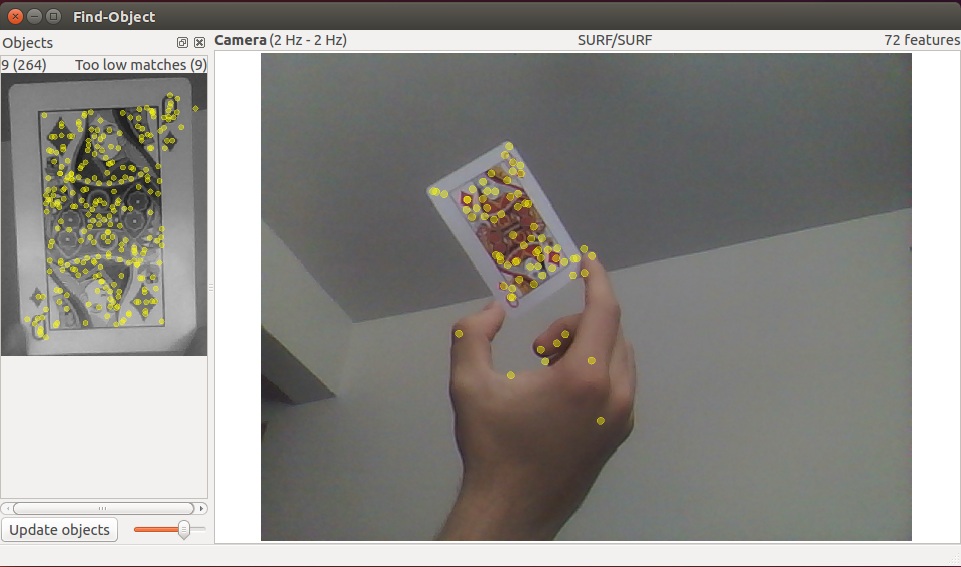 Find-Object
Objects
Camera (2 Hz - 2 Hz) SURF/SURF 72 features
9 (264) Too low matches (9)
Update objects